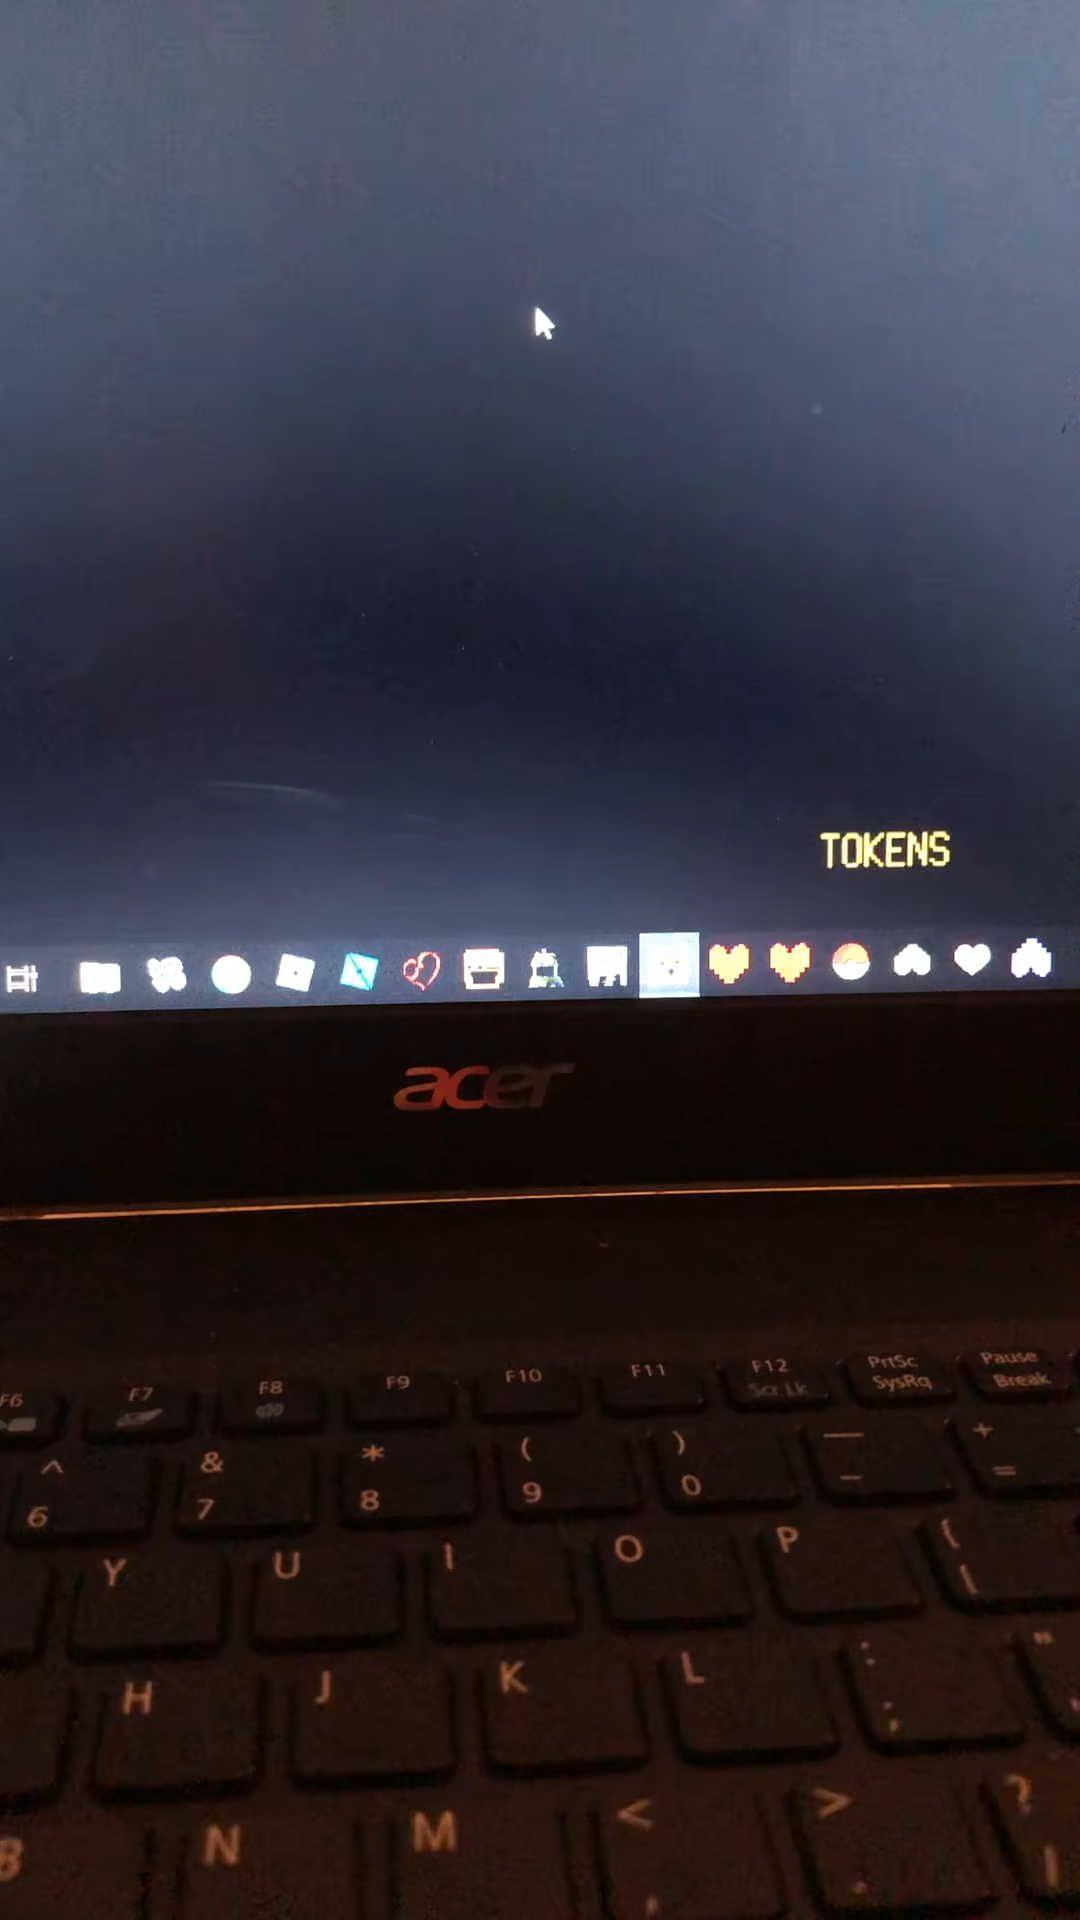 TOKENS
acer
F6 F7 F8 F9 F10 F11 F12 PrtSc Pause
Scr Lk SysRq Break
^ & * ( ) — +
6 7 8 9 0 - =
Y U I O P {
[
H J K L : "
; '
B N M < > ?
, . /